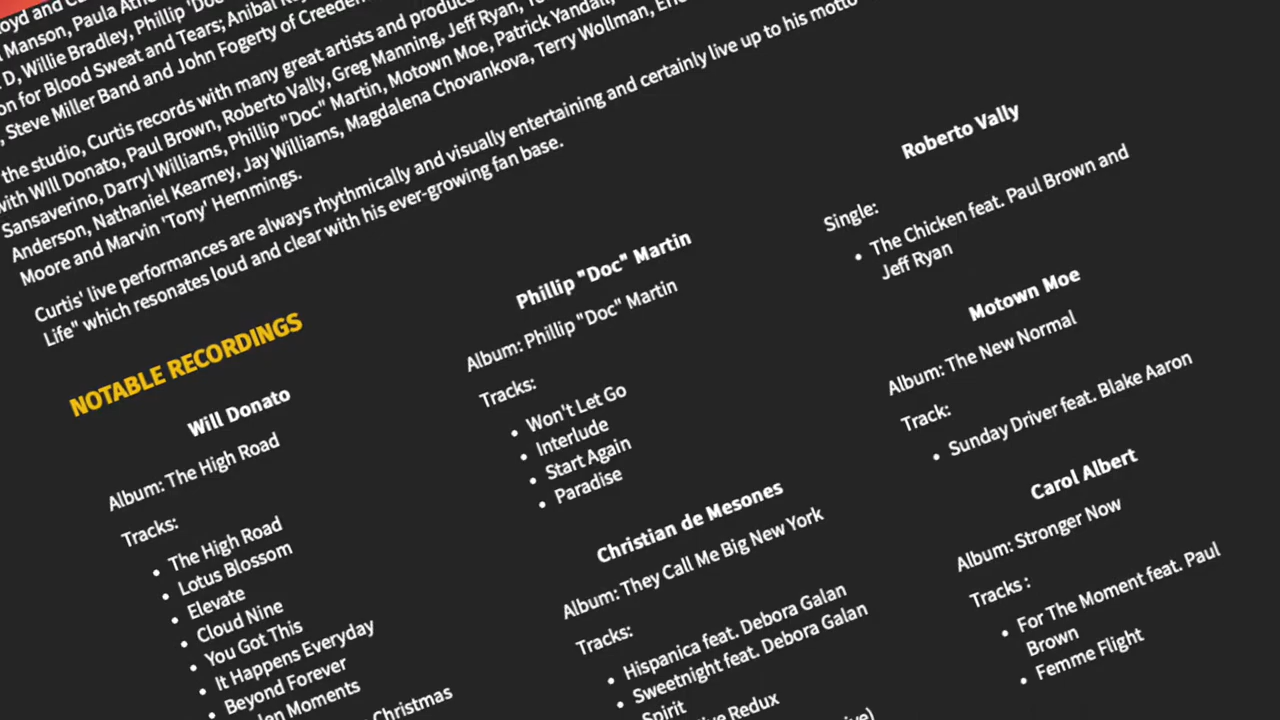 Manson, Paula
D, Willie Bradley, Phillip "Doc
on for Blood Sweat and Tears; Anibal
, Steve Miller Band and John Fogerty of
the studio, Curtis records with many great artists and
with WIll Donato, Paul Brown, Roberto Vally, Greg Manning, Jeff Ryan,
Sansaverino, Darryl Williams, Phillip "Doc" Martin, Motown Moe, Patrick Yandall,
Anderson, Nathaniel Kearney, Jay Williams, Magdalena Chovankova, Terry Wollman,
Moore and Marvin 'Tony' Hemmings.
Curtis' live performances are always rhythmically and visually entertaining and certainly live up to his motto
Life" which resonates loud and clear with his ever-growing fan base.
NOTABLE RECORDINGS
Will Donato
Album: The High Road
Tracks:
• The High Road
• Lotus Blossom
• Elevate
• Cloud Nine
• You Got This
• It Happens Everyday
• Beyond Forever
Moments
Christmas
Phillip "Doc" Martin
Album: Phillip "Doc" Martin
Tracks:
• Won't Let Go
• Interlude
• Start Again
• Paradise
Christian de Mesones
Album: They Call Me Big New York
Tracks:
• Hispanica feat. Debora Galan
• Sweetnight feat. Debora Galan
Spirit
Redux
Roberto Vally
Single:
• The Chicken feat. Paul Brown and
Jeff Ryan
Motown Moe
Album: The New Normal
Track:
• Sunday Driver feat. Blake Aaron
Carol Albert
Album: Stronger Now
Tracks :
• For The Moment feat. Paul
Brown
• Femme Flight